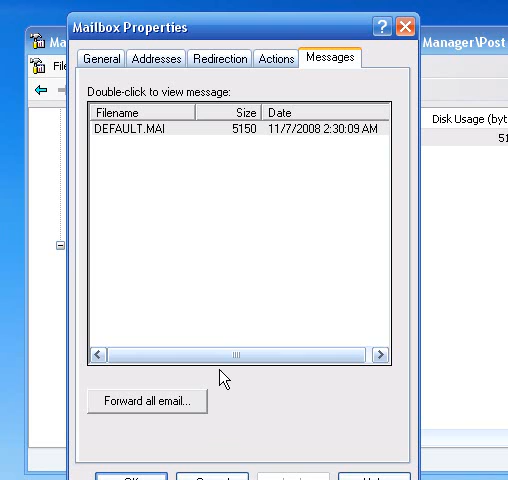 Mailbox Properties
Ma
Manager\Post
File
General Addresses Redirection Actions Messages
Double-click to view message:
Disk Usage (byt
Filename Size Date
DEFAULT.MAI 5150 11/7/2008 2:30:09 AM
51
Forward all email...